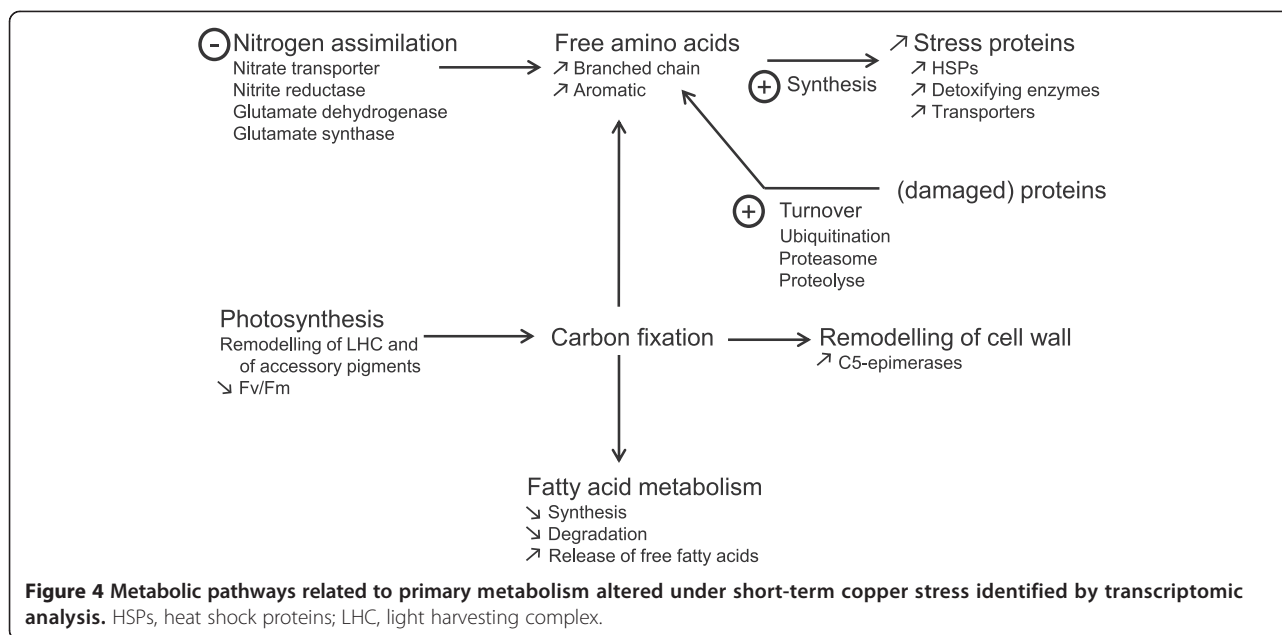 ⊖ Nitrogen assimilation
Nitrate transporter
Nitrite reductase
Glutamate dehydrogenase
Glutamate synthase
Free amino acids
↗ Branched chain
↗ Aromatic
⊕ Synthesis
↗ Stress proteins
↗ HSPs
↗ Detoxifying enzymes
↗ Transporters
(damaged) proteins
⊕ Turnover
Ubiquitination
Proteasome
Proteolyse
Photosynthesis
Remodelling of LHC and
of accessory pigments
↘ Fv/Fm
Carbon fixation
Remodelling of cell wall
↗ C5-epimerases
Fatty acid metabolism
↘ Synthesis
↘ Degradation
↗ Release of free fatty acids
Figure 4 Metabolic pathways related to primary metabolism altered under short-term copper stress identified by transcriptomic
analysis. HSPs, heat shock proteins; LHC, light harvesting complex.